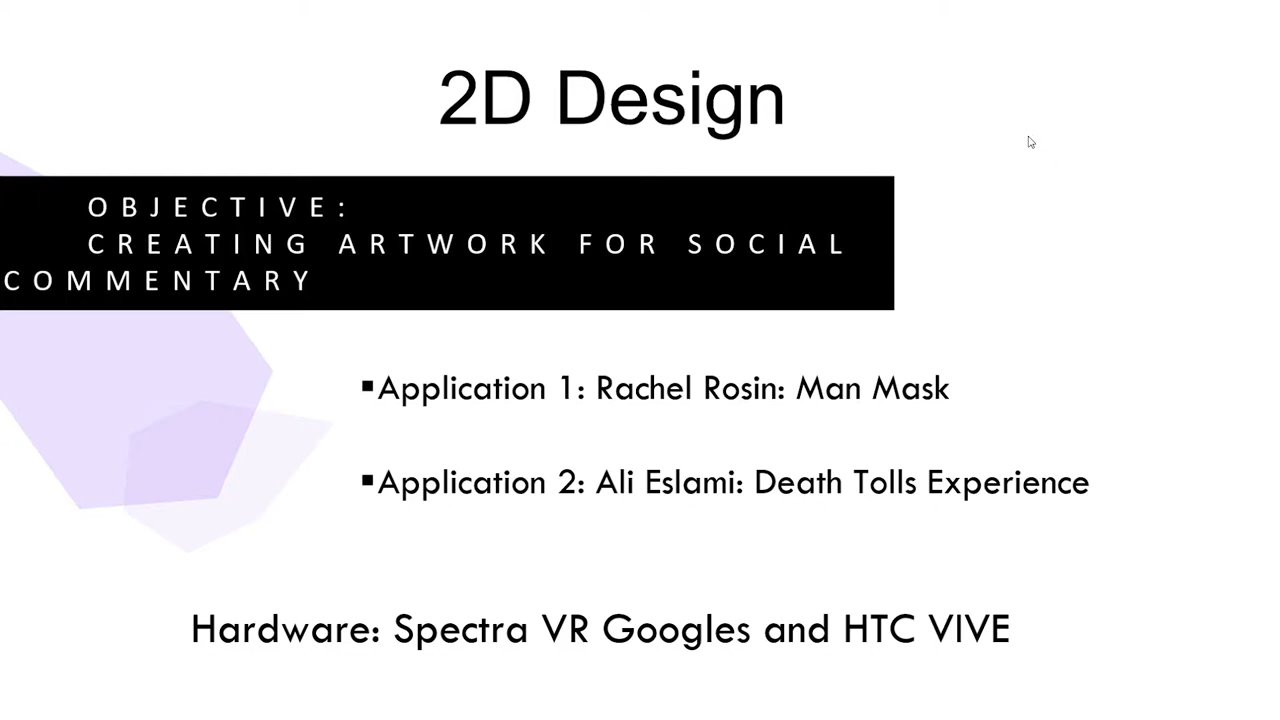 2D Design
OBJECTIVE:
CREATING ARTWORK FOR SOCIAL
COMMENTARY
▪Application 1: Rachel Rosin: Man Mask
▪Application 2: Ali Eslami: Death Tolls Experience
Hardware: Spectra VR Googles and HTC VIVE